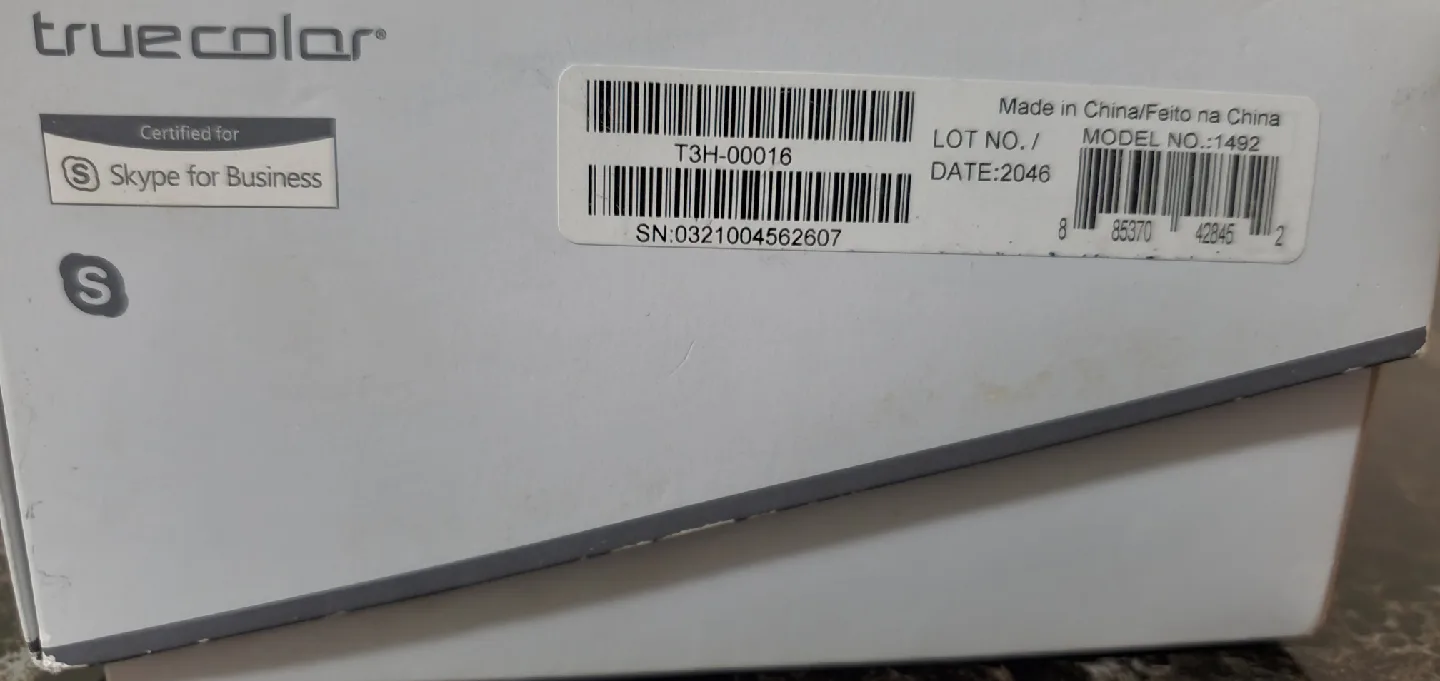 truecolor®
Certified for
S Skype for Business
S
T3H-00016
SN:0321004562607
Made in China/Feito na China
LOT NO. /
DATE:2046
MODEL NO.:1492
8 85370 42845 2